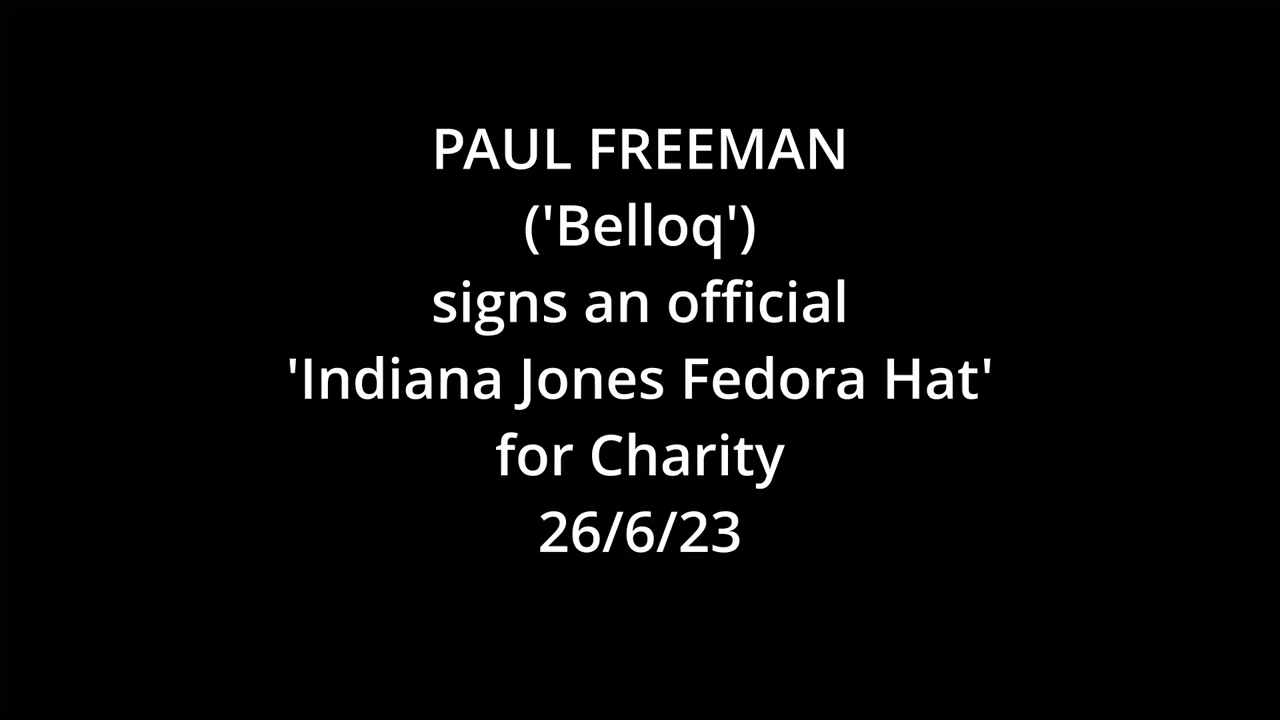 PAUL FREEMAN
('Belloq')
signs an official
'Indiana Jones Fedora Hat'
for Charity
26/6/23